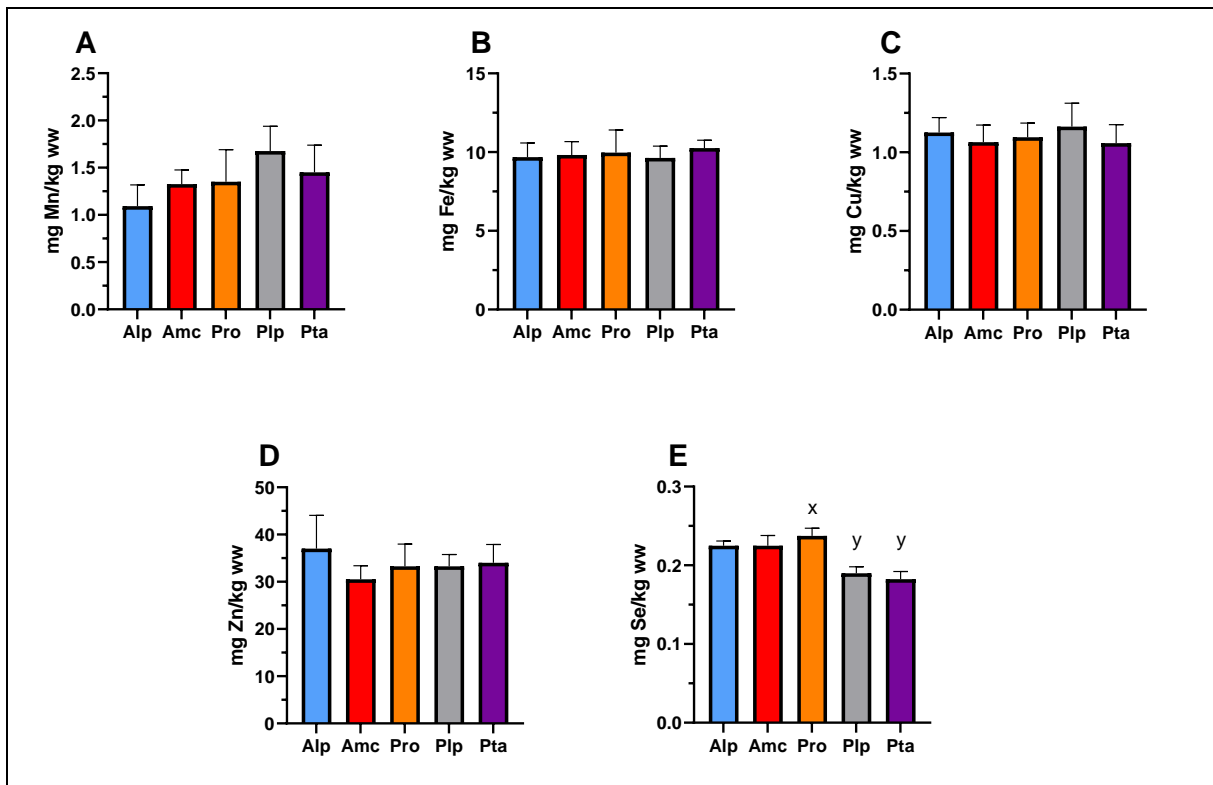 A
mg Mn/kg ww
2.5
2.0
1.5
1.0
0.5
0.0
Alp Amc Pro Plp Pta
B
mg Fe/kg ww
15
10
5
0
Alp Amc Pro Plp Pta
C
mg Cu/kg ww
1.5
1.0
0.5
0.0
Alp Amc Pro Plp Pta
D
mg Zn/kg ww
50
40
30
20
10
0
Alp Amc Pro Plp Pta
E
mg Se/kg ww
0.3
0.2
0.1
0.0
x
y y
Alp Amc Pro Plp Pta